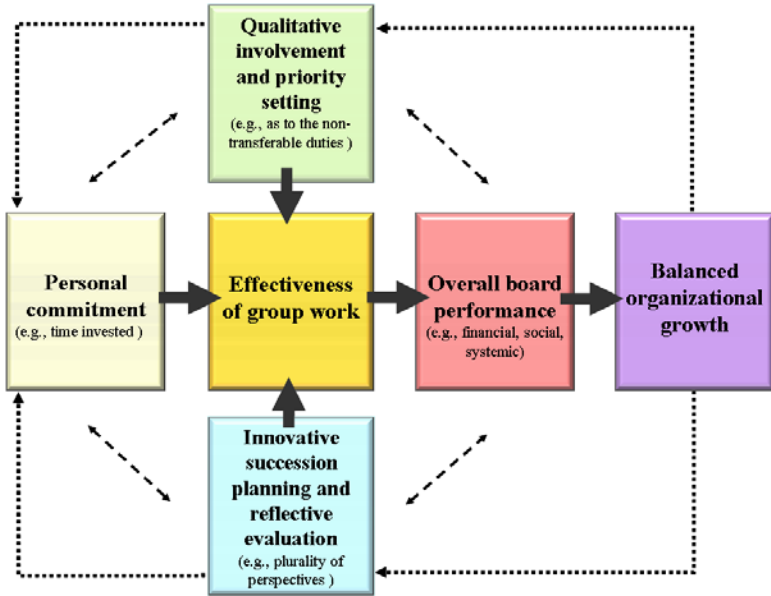 Qualitative
involvement
and priority
setting
(e.g., as to the non-
transferable duties )
Personal
commitment
(e.g., time invested )
Effectiveness
of group work
Overall board
performance
(e.g., financial, social,
systemic)
Balanced
organizational
growth
Innovative
succession
planning and
reflective
evaluation
(e.g., plurality of
perspectives )